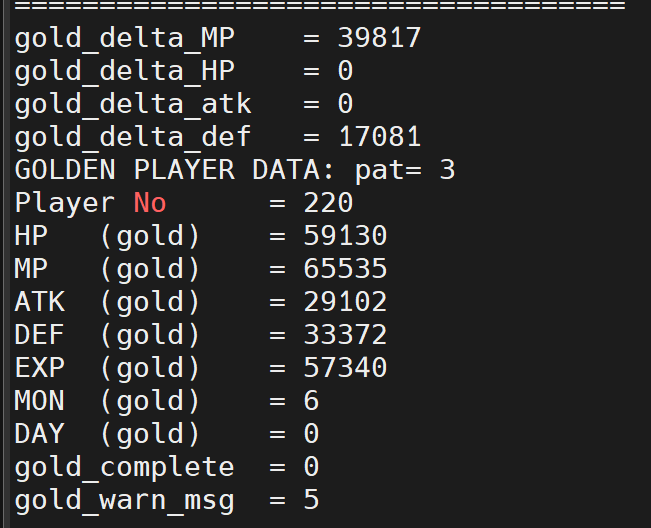 ====================================
gold_delta_MP    = 39817
gold_delta_HP    = 0
gold_delta_atk   = 0
gold_delta_def   = 17081
GOLDEN PLAYER DATA: pat= 3
Player No      = 220
HP   (gold)    = 59130
MP   (gold)    = 65535
ATK  (gold)    = 29102
DEF  (gold)    = 33372
EXP  (gold)    = 57340
MON  (gold)    = 6
DAY  (gold)    = 0
gold_complete  = 0
gold_warn_msg  = 5